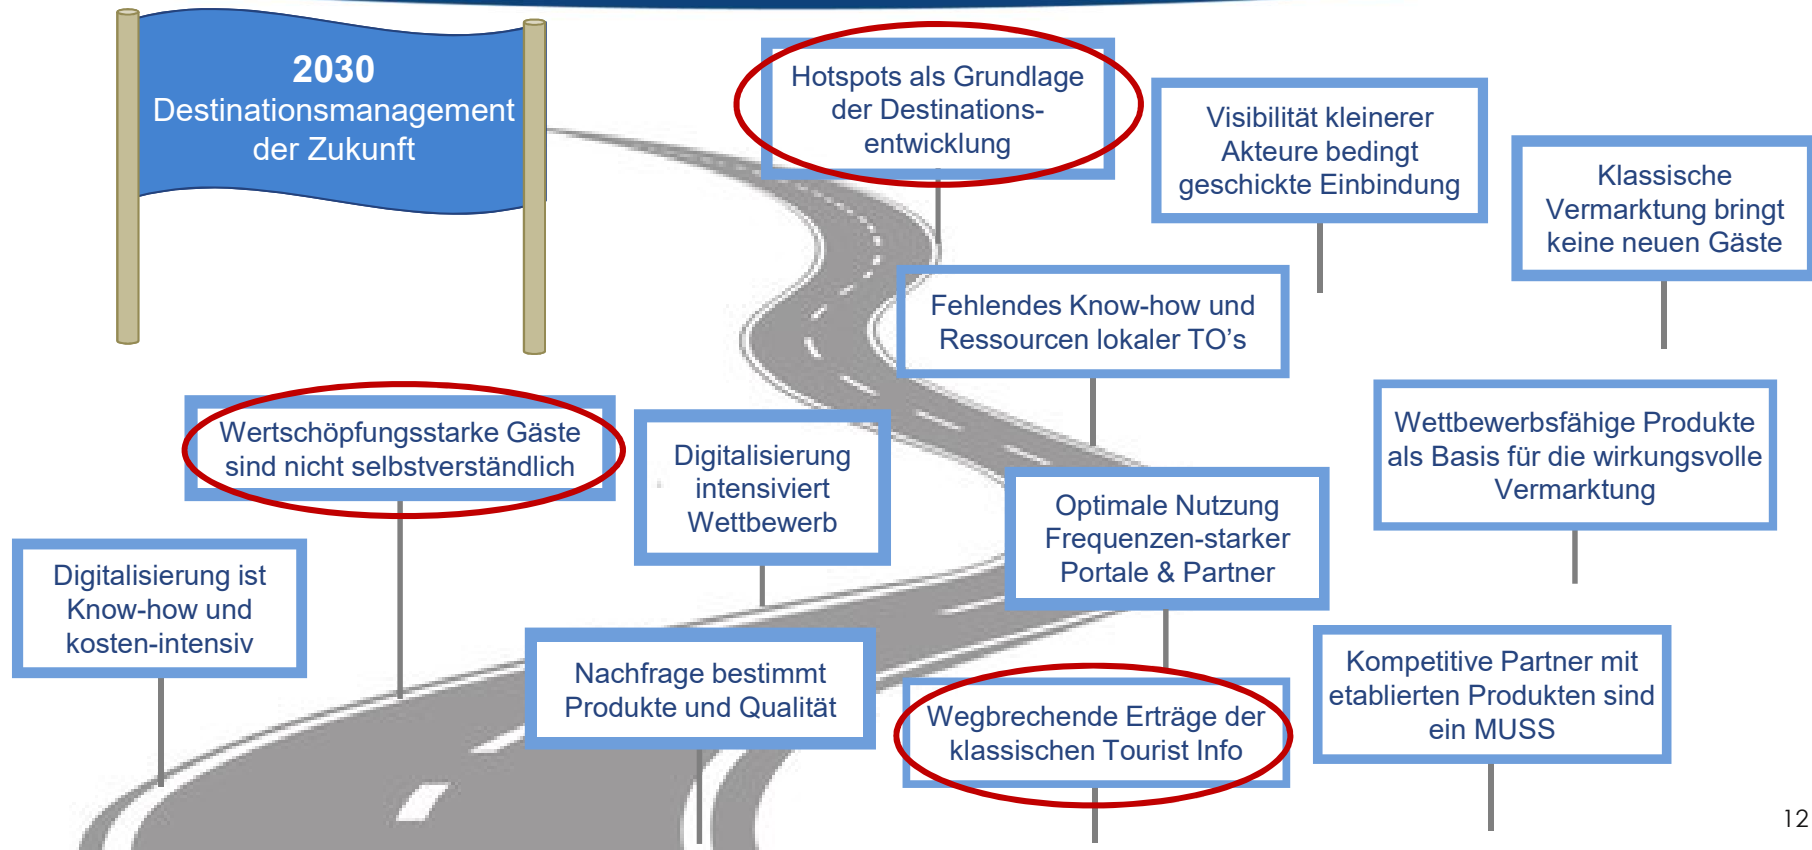 2030
Destinationsmanagement
der Zukunft
Hotspots als Grundlage
der Destinations-
entwicklung
Visibilität kleinerer
Akteure bedingt
geschickte Einbindung
Klassische
Vermarktung bringt
keine neuen Gäste
Fehlendes Know-how und
Ressourcen lokaler TO’s
Wertschöpfungsstarke Gäste
sind nicht selbstverständlich
Digitalisierung
intensiviert
Wettbewerb
Wettbewerbsfähige Produkte
als Basis für die wirkungsvolle
Vermarktung
Optimale Nutzung
Frequenzen-starker
Portale & Partner
Digitalisierung ist
Know-how und
kosten-intensiv
Nachfrage bestimmt
Produkte und Qualität
Wegbrechende Erträge der
klassischen Tourist Info
Kompetitive Partner mit
etablierten Produkten sind
ein MUSS
12